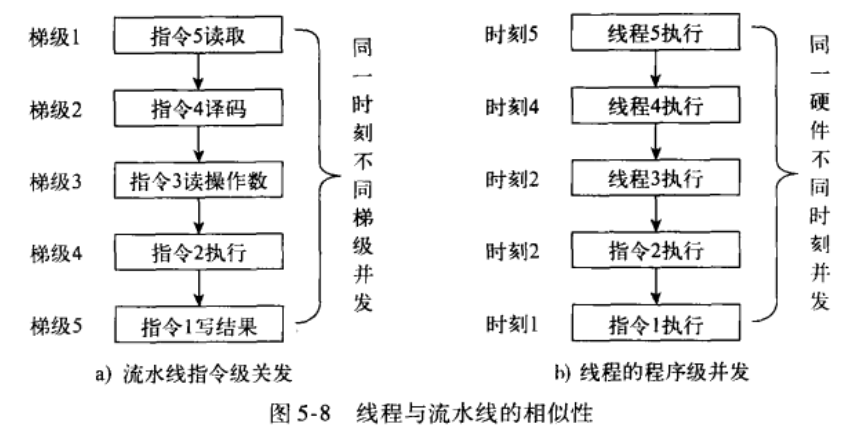 梯级1
指令5读取
梯级2
指令4译码
梯级3
指令3读操作数
梯级4
指令2执行
梯级5
指令1写结果
同一时刻不同梯级并发
a) 流水线指令级关发
时刻5
线程5执行
时刻4
线程4执行
时刻2
线程3执行
时刻2
指令2执行
时刻1
指令1执行
同一硬件不同时刻并发
b) 线程的程序级并发
图 5-8 线程与流水线的相似性